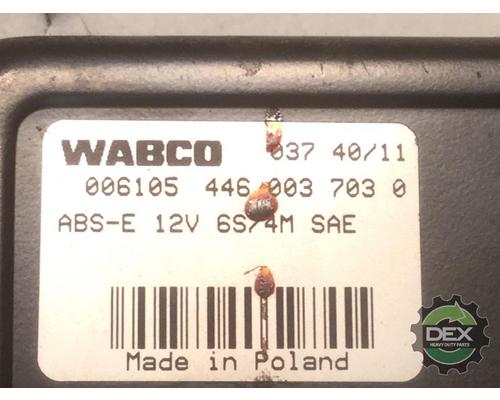 WABCO 037 40/11
006105 446 003 703 0
ABS-E 12V 6S/4M SAE
Made in Poland
DEX
HEAVY DUTY PARTS